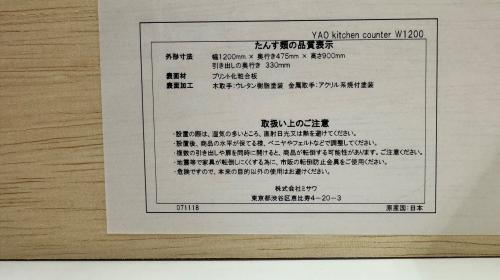 YAO kitchen counter W1200
たんす類の品質表示
外形寸法 幅1200mm × 奥行き475mm × 高さ900mm
引き出しの奥行き 330mm
表面材 プリント化粧合板
表面加工 木取手:ウレタン樹脂塗装 金属取手:アクリル系焼付塗装
取扱い上のご注意
・設置の際は、湿気の多いところ、直射日光又は熱を避けてください。
・設置後、商品の水平が保てる様、ベニヤやフェルトなどで調整してください。
・複数の引き出しや扉を同時に開けると、商品が転倒する可能性があります。ご注意ください。
・地震等で家具が転倒しにくくする為に、市販の転倒防止金具をご使用ください。
・危険ですので、本来の目的以外の使用はお避けください。
株式会社ミサワ
東京都渋谷区恵比寿4-20-3
071118 原産国:日本